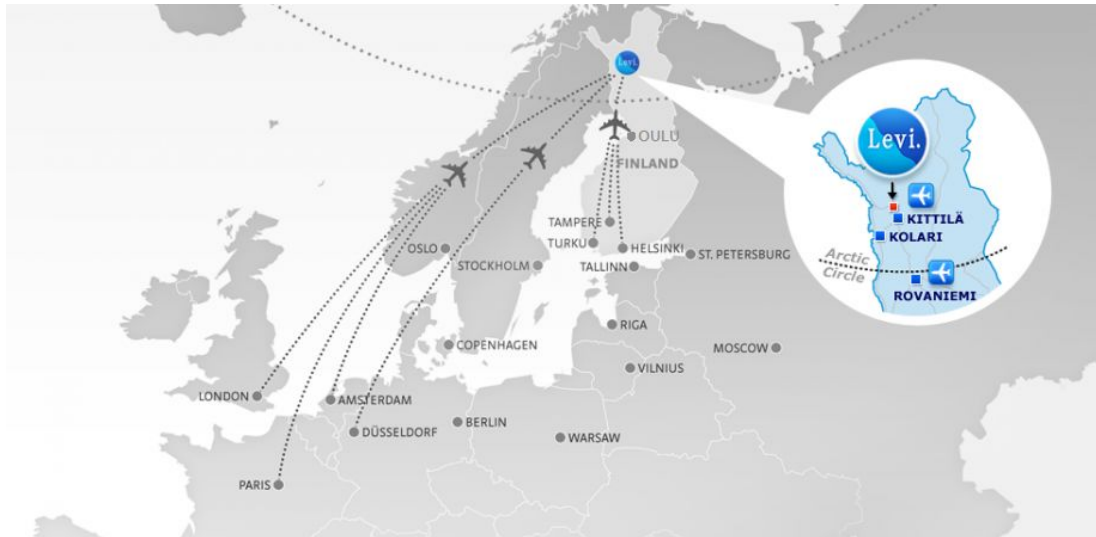 Levi.
OULU
FINLAND
TAMPERE
TURKU
HELSINKI
OSLO
STOCKHOLM
TALLINN
ST. PETERSBURG
RIGA
COPENHAGEN
MOSCOW
VILNIUS
LONDON
AMSTERDAM
BERLIN
DÜSSELDORF
WARSAW
PARIS
Levi.
KITTILÄ
KOLARI
Arctic
Circle
ROVANIEMI